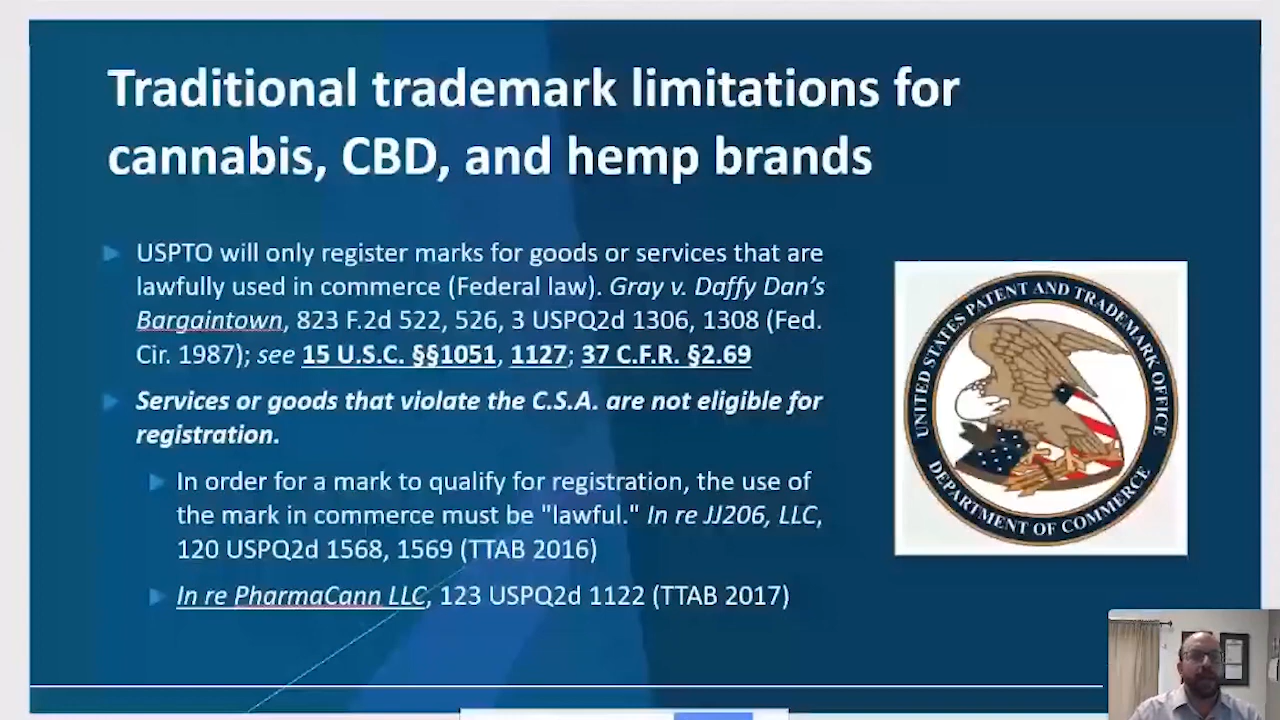 Traditional trademark limitations for
cannabis, CBD, and hemp brands
USPTO will only register marks for goods or services that are
lawfully used in commerce (Federal law). Gray v. Daffy Dan's
Bargaintown, 823 F.2d 522, 526, 3 USPQ2d 1306, 1308 (Fed.
Cir. 1987); see 15 U.S.C. §§1051, 1127; 37 C.F.R. §2.69
Services or goods that violate the C.S.A. are not eligible for
registration.
In order for a mark to qualify for registration, the use of
the mark in commerce must be "lawful." In re JJ206, LLC,
120 USPQ2d 1568, 1569 (TTAB 2016)
In re PharmaCann LLC, 123 USPQ2d 1122 (TTAB 2017)
UNITED STATES PATENT AND TRADEMARK OFFICE
DEPARTMENT OF COMMERCE